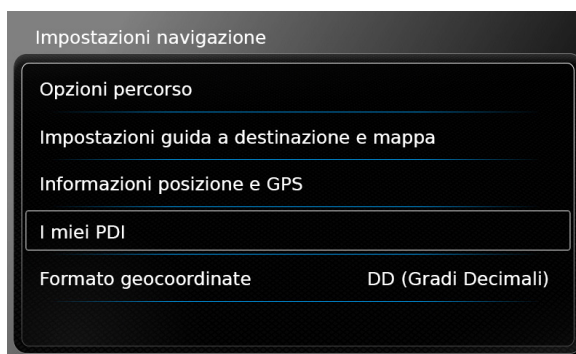 Impostazioni navigazione
Opzioni percorso
Impostazioni guida a destinazione e mappa
Informazioni posizione e GPS
I miei PDI
Formato geocoordinate DD (Gradi Decimali)